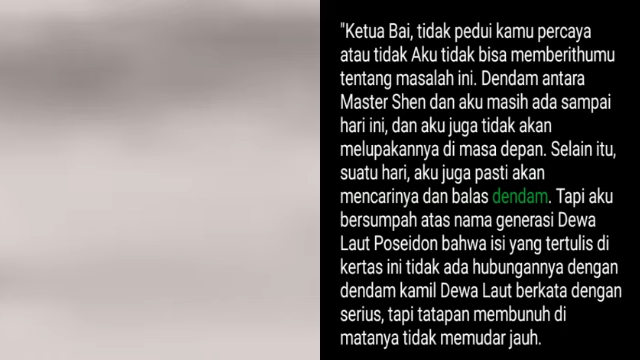 "Ketua Bai, tidak pedui kamu percaya
atau tidak Aku tidak bisa memberithumu
tentang masalah ini. Dendam antara
Master Shen dan aku masih ada sampai
hari ini, dan aku juga tidak akan
melupakannya di masa depan. Selain itu,
suatu hari, aku juga pasti akan
mencarinya dan balas dendam. Tapi aku
bersumpah atas nama generasi Dewa
Laut Poseidon bahwa isi yang tertulis di
kertas ini tidak ada hubungannya dengan
dendam kamil Dewa Laut berkata dengan
serius, tapi tatapan membunuh di
matanya tidak memudar jauh.